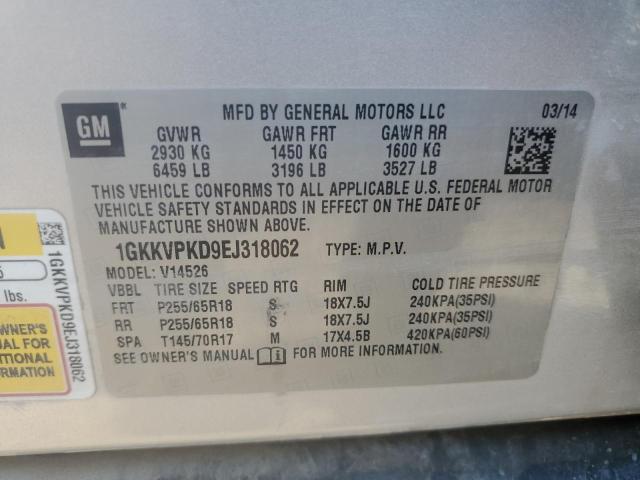 GM
MFD BY GENERAL MOTORS LLC 03/14
GVWR GAWR FRT GAWR RR
2930 KG 1450 KG 1600 KG
6459 LB 3196 LB 3527 LB
THIS VEHICLE CONFORMS TO ALL APPLICABLE U.S. FEDERAL MOTOR
VEHICLE SAFETY STANDARDS IN EFFECT ON THE DATE OF
MANUFACTURE SHOWN ABOVE.
1GKKVPKD9EJ318062 TYPE: M.P.V.
MODEL: V14526
VBBL TIRE SIZE SPEED RTG RIM COLD TIRE PRESSURE
FRT P255/65R18 S 18X7.5J 240KPA(35PSI)
RR P255/65R18 S 18X7.5J 240KPA(35PSI)
SPA T145/70R17 M 17X4.5B 420KPA(60PSI)
SEE OWNER'S MANUAL FOR MORE INFORMATION
lbs.
OWNER'S
FOR
1GKKVPKD9EJ318062